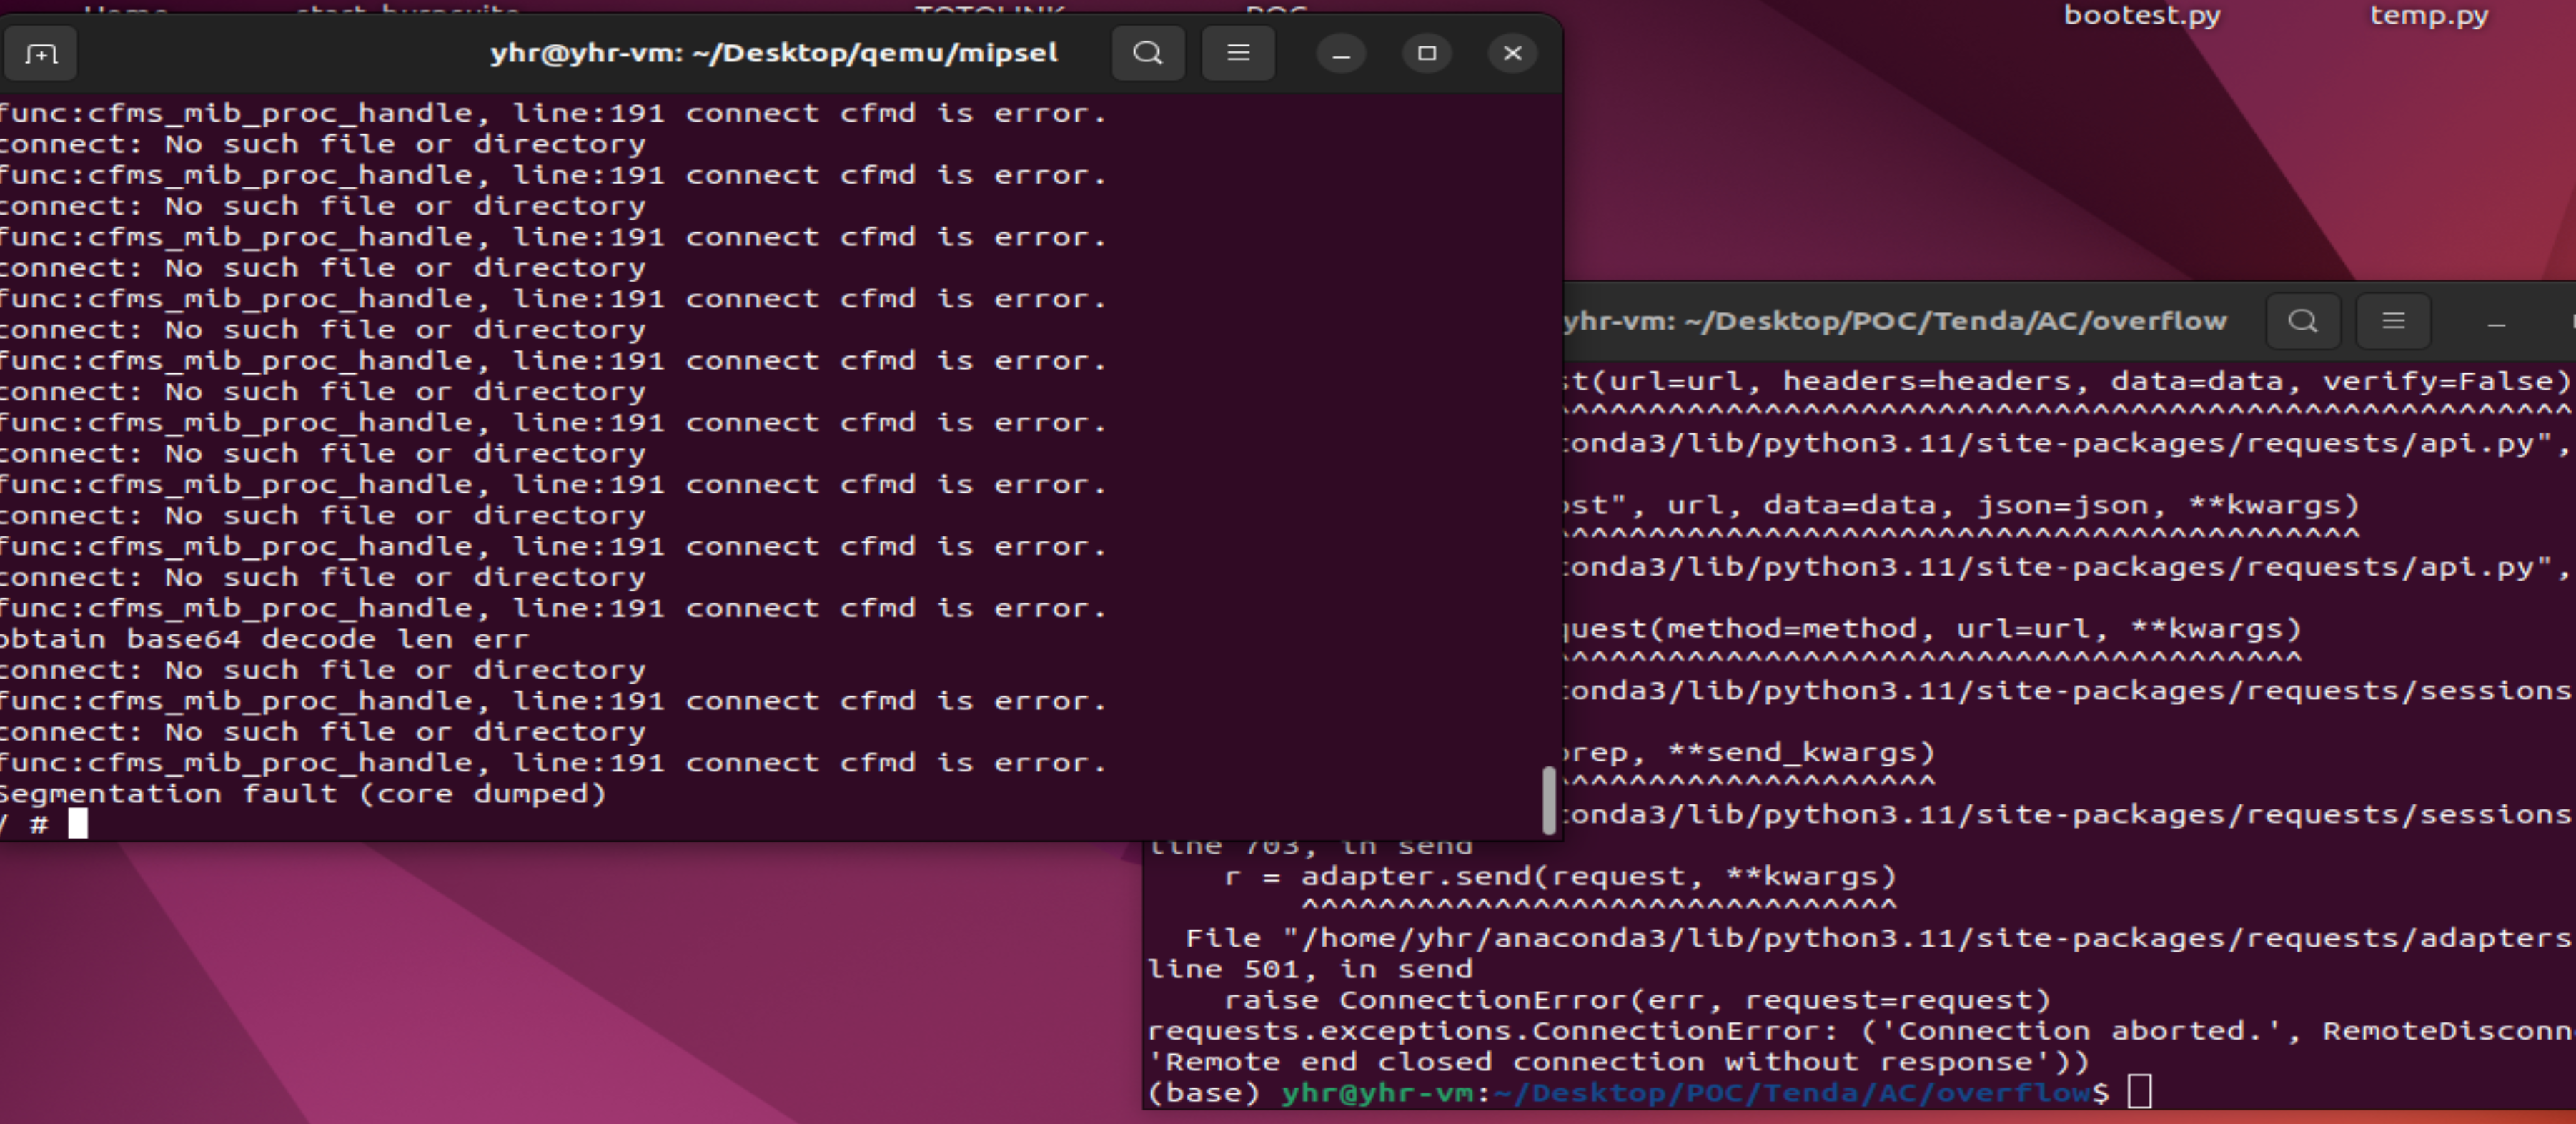 Home start_burpsuite TOTOLINK POC bootest.py temp.py
yhr@yhr-vm: ~/Desktop/qemu/mipsel
func:cfms_mib_proc_handle, line:191 connect cfmd is error.
connect: No such file or directory
func:cfms_mib_proc_handle, line:191 connect cfmd is error.
connect: No such file or directory
func:cfms_mib_proc_handle, line:191 connect cfmd is error.
connect: No such file or directory
func:cfms_mib_proc_handle, line:191 connect cfmd is error.
connect: No such file or directory
func:cfms_mib_proc_handle, line:191 connect cfmd is error.
connect: No such file or directory
func:cfms_mib_proc_handle, line:191 connect cfmd is error.
connect: No such file or directory
func:cfms_mib_proc_handle, line:191 connect cfmd is error.
connect: No such file or directory
func:cfms_mib_proc_handle, line:191 connect cfmd is error.
connect: No such file or directory
func:cfms_mib_proc_handle, line:191 connect cfmd is error.
obtain base64 decode len err
connect: No such file or directory
func:cfms_mib_proc_handle, line:191 connect cfmd is error.
connect: No such file or directory
func:cfms_mib_proc_handle, line:191 connect cfmd is error.
Segmentation fault (core dumped)
/ #
yhr-vm: ~/Desktop/POC/Tenda/AC/overflow
st(url=url, headers=headers, data=data, verify=False)
^^^^^^^^^^^^^^^^^^^^^^^^^^^^^^^^^^^^^^^^^^^^^^^^^^^^
conda3/lib/python3.11/site-packages/requests/api.py",
ost", url, data=data, json=json, **kwargs)
^^^^^^^^^^^^^^^^^^^^^^^^^^^^^^^^^^^^^^^^^
conda3/lib/python3.11/site-packages/requests/api.py",
quest(method=method, url=url, **kwargs)
^^^^^^^^^^^^^^^^^^^^^^^^^^^^^^^^^^^^^^
conda3/lib/python3.11/site-packages/requests/sessions
prep, **send_kwargs)
^^^^^^^^^^^^^^^^^^^
conda3/lib/python3.11/site-packages/requests/sessions
line 703, in send
r = adapter.send(request, **kwargs)
^^^^^^^^^^^^^^^^^^^^^^^^^^^^^^^
File "/home/yhr/anaconda3/lib/python3.11/site-packages/requests/adapters
line 501, in send
raise ConnectionError(err, request=request)
requests.exceptions.ConnectionError: ('Connection aborted.', RemoteDisconn
'Remote end closed connection without response'))
(base) yhr@yhr-vm:~/Desktop/POC/Tenda/AC/overflow$